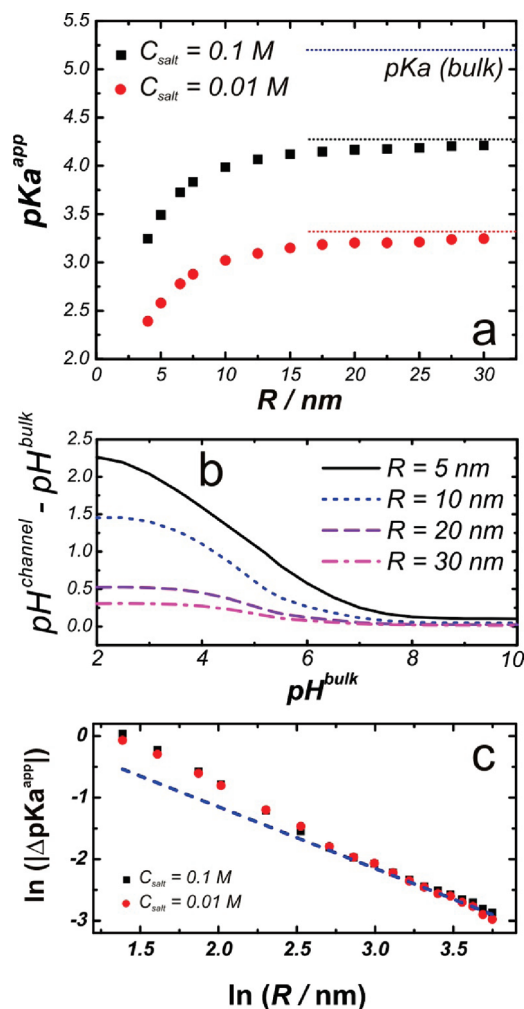 5.5
5.0
4.5
4.0
3.5
3.0
2.5
2.0
pKa^app
C_salt = 0.1 M
C_salt = 0.01 M
pKa (bulk)
a
0 5 10 15 20 25 30
R / nm
2.5
2.0
1.5
1.0
0.5
0.0
pH^channel - pH^bulk
b
R = 5 nm
R = 10 nm
R = 20 nm
R = 30 nm
2 4 6 8 10
pH^bulk
0
-1
-2
-3
ln (|ΔpKa^app|)
c
C_salt = 0.1 M
C_salt = 0.01 M
1.5 2.0 2.5 3.0 3.5
ln (R / nm)